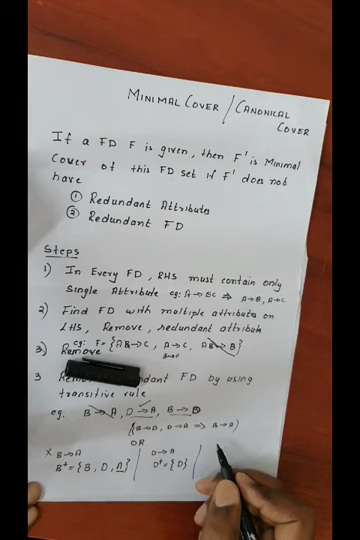 MINIMAL COVER / CANONICAL
COVER
If a FD F is given, then F' is Minimal
Cover of this FD set if F' does not
have
① Redundant Attributes
② Redundant FD
Steps
1) In Every FD, RHS must contain only
Single Attribute eg: A→BC ⇒ A→B, A→C
2) Find FD with multiple attribute on
LHS, Remove, redundant attribute
eg: F = {AB→C, A→C, AB→B}
B→C
3) Remove
3 dundant FD by using
transitive rule
eg: B→A, D→A, B→D
{B→D, D→A ⇒ B→A}
OR
X B→A
B+ = {B, D, A}
D→A
D+ = {D}